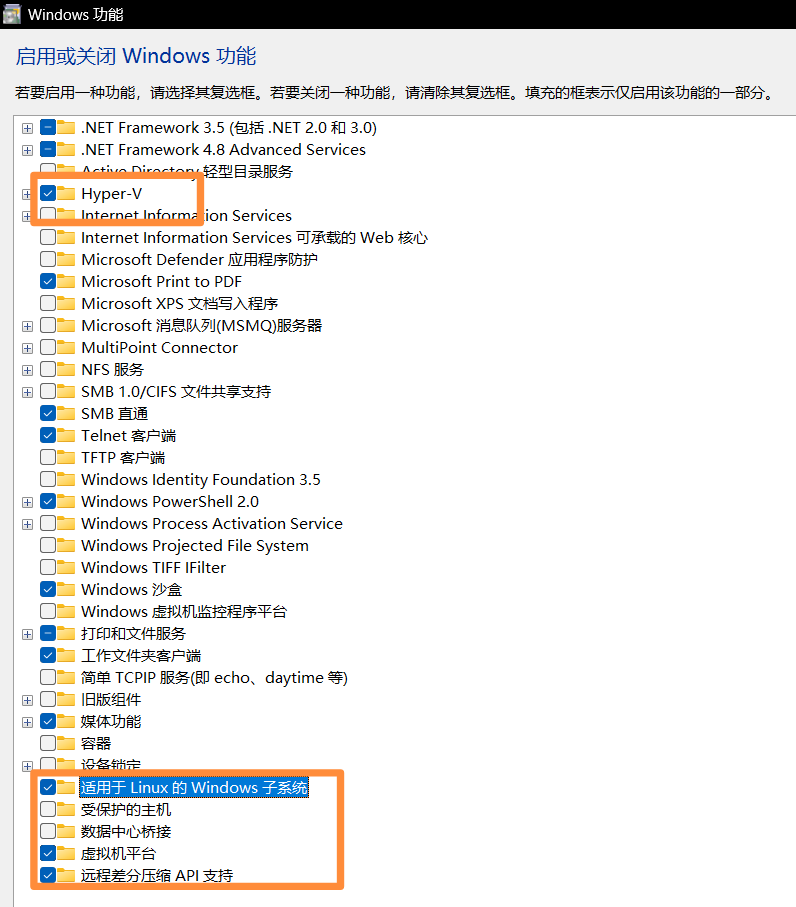 Windows 功能
启用或关闭 Windows 功能
若要启用一种功能，请选择其复选框。若要关闭一种功能，请清除其复选框。填充的框表示仅启用该功能的一部分。
.NET Framework 3.5 (包括 .NET 2.0 和 3.0)
.NET Framework 4.8 Advanced Services
Active Directory 轻型目录服务
Hyper-V
Internet Information Services
Internet Information Services 可承载的 Web 核心
Microsoft Defender 应用程序防护
Microsoft Print to PDF
Microsoft XPS 文档写入程序
Microsoft 消息队列(MSMQ)服务器
MultiPoint Connector
NFS 服务
SMB 1.0/CIFS 文件共享支持
SMB 直通
Telnet 客户端
TFTP 客户端
Windows Identity Foundation 3.5
Windows PowerShell 2.0
Windows Process Activation Service
Windows Projected File System
Windows TIFF IFilter
Windows 沙盒
Windows 虚拟机监控程序平台
打印和文件服务
工作文件夹客户端
简单 TCPIP 服务(即 echo、daytime 等)
旧版组件
媒体功能
容器
设备锁定
适用于 Linux 的 Windows 子系统
受保护的主机
数据中心桥接
虚拟机平台
远程差分压缩 API 支持